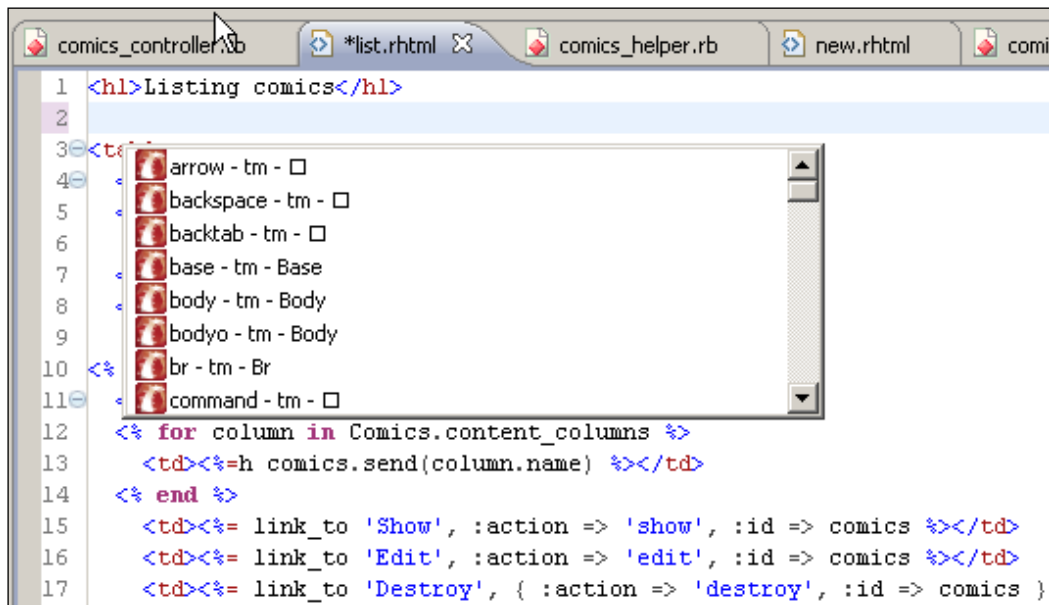 comics_controller.rb *list.rhtml comics_helper.rb new.rhtml comi
1 <h1>Listing comics</h1>
2
3 <ta
4 <
5 <
6
7 <
8 <
9
10 <%
11 <
arrow - tm - □
backspace - tm - □
backtab - tm - □
base - tm - Base
body - tm - Body
bodyo - tm - Body
br - tm - Br
command - tm - □
12 <% for column in Comics.content_columns %>
13 <td><%=h comics.send(column.name) %></td>
14 <% end %>
15 <td><%= link_to 'Show', :action => 'show', :id => comics %></td>
16 <td><%= link_to 'Edit', :action => 'edit', :id => comics %></td>
17 <td><%= link_to 'Destroy', { :action => 'destroy', :id => comics }